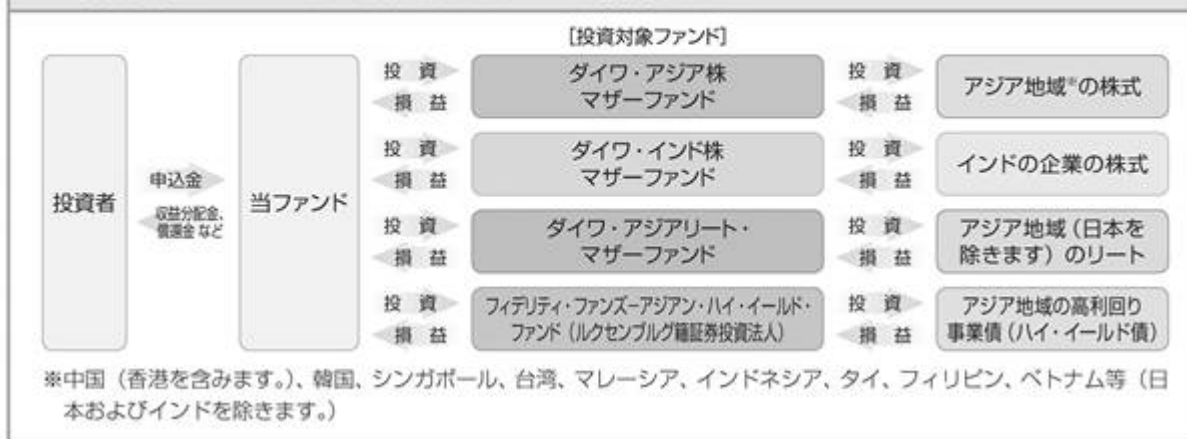 [投資対象ファンド]
投資者
申込金
収益分配金、
償還金 など
当ファンド
投 資
損 益
ダイワ・アジア株
マザーファンド
投 資
損 益
アジア地域※の株式
投 資
損 益
ダイワ・インド株
マザーファンド
投 資
損 益
インドの企業の株式
投 資
損 益
ダイワ・アジアリート・
マザーファンド
投 資
損 益
アジア地域(日本を
除きます)のリート
投 資
損 益
フィデリティ・ファンズ−アジアン・ハイ・イールド・
ファンド(ルクセンブルグ籍証券投資法人)
投 資
損 益
アジア地域の高利回り
事業債(ハイ・イールド債)
※中国(香港を含みます。)、韓国、シンガポール、台湾、マレーシア、インドネシア、タイ、フィリピン、ベトナム等(日
本およびインドを除きます。)